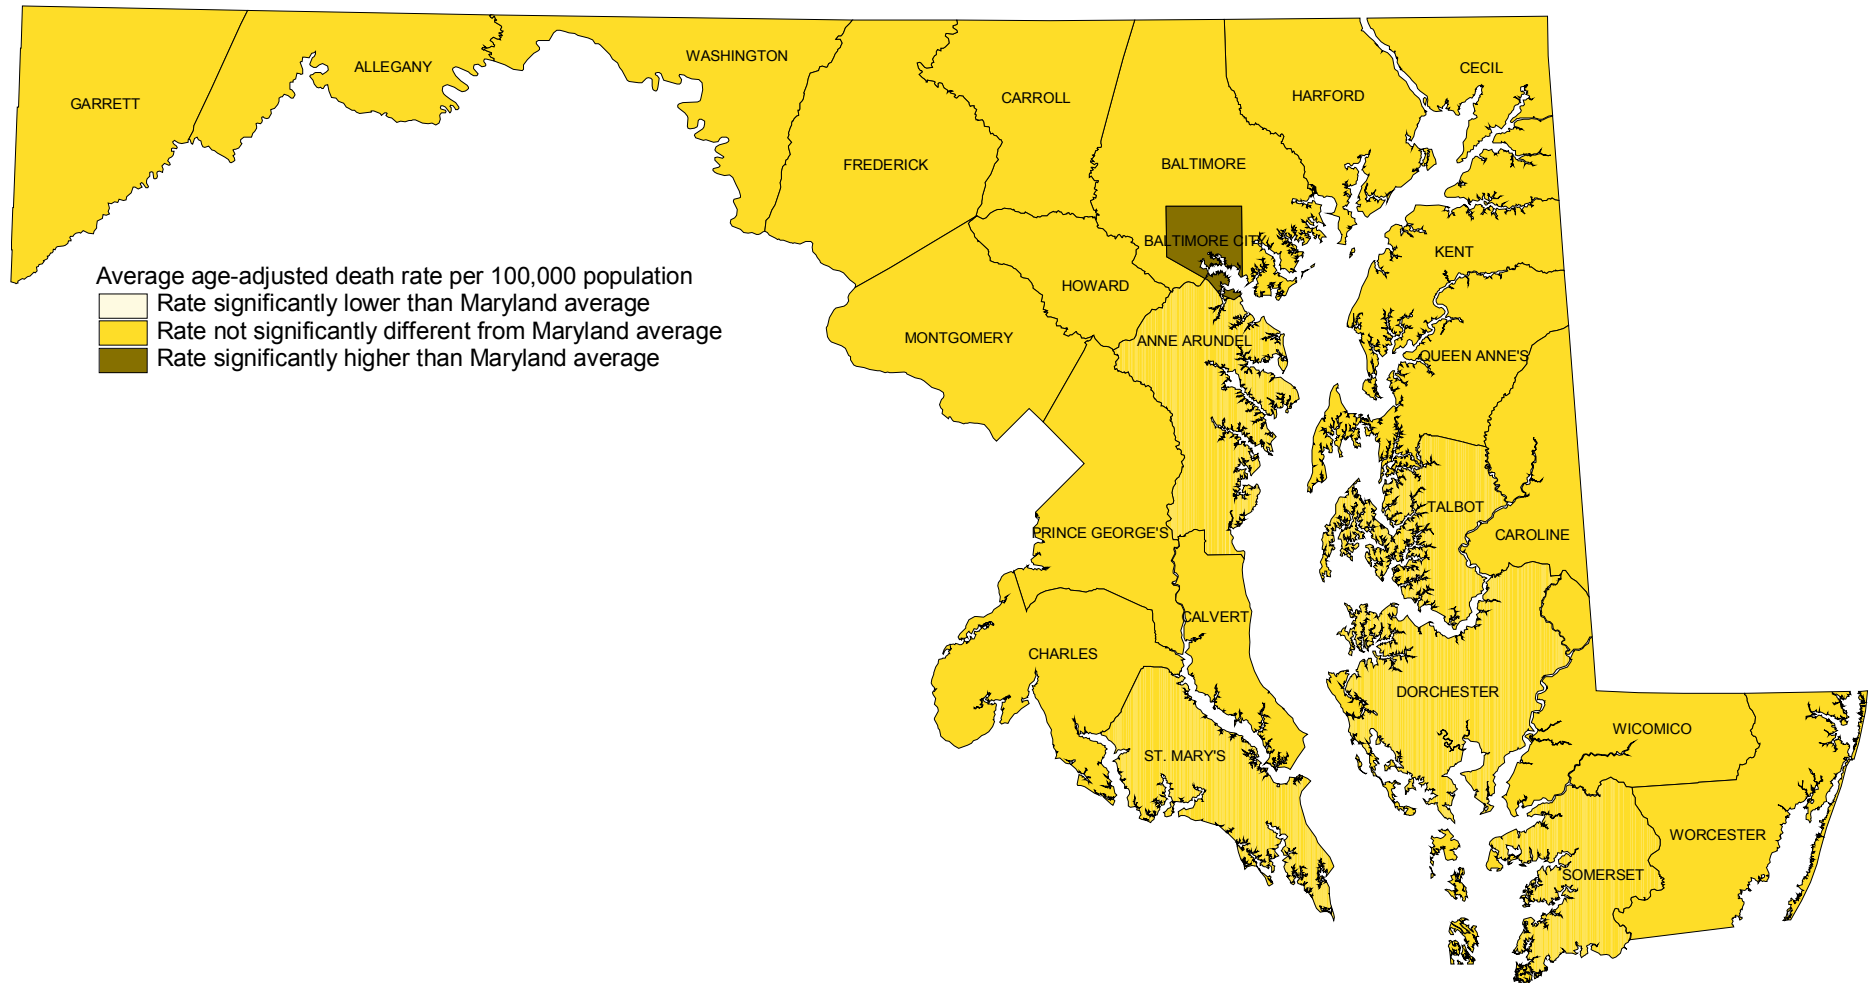 WASHINGTON
ALLEGANY
CECIL
CARROLL
HARFORD
GARRETT
FREDERICK
BALTIMORE
BALTIMORE CITY
KENT
Average age-adjusted death rate per 100,000 population
Rate significantly lower than Maryland average
Rate not significantly different from Maryland average
Rate significantly higher than Maryland average
HOWARD
MONTGOMERY
ANNE ARUNDEL
QUEEN ANNE'S
TALBOT
PRINCE GEORGE'S
CAROLINE
CALVERT
CHARLES
DORCHESTER
WICOMICO
ST. MARY'S
WORCESTER
SOMERSET